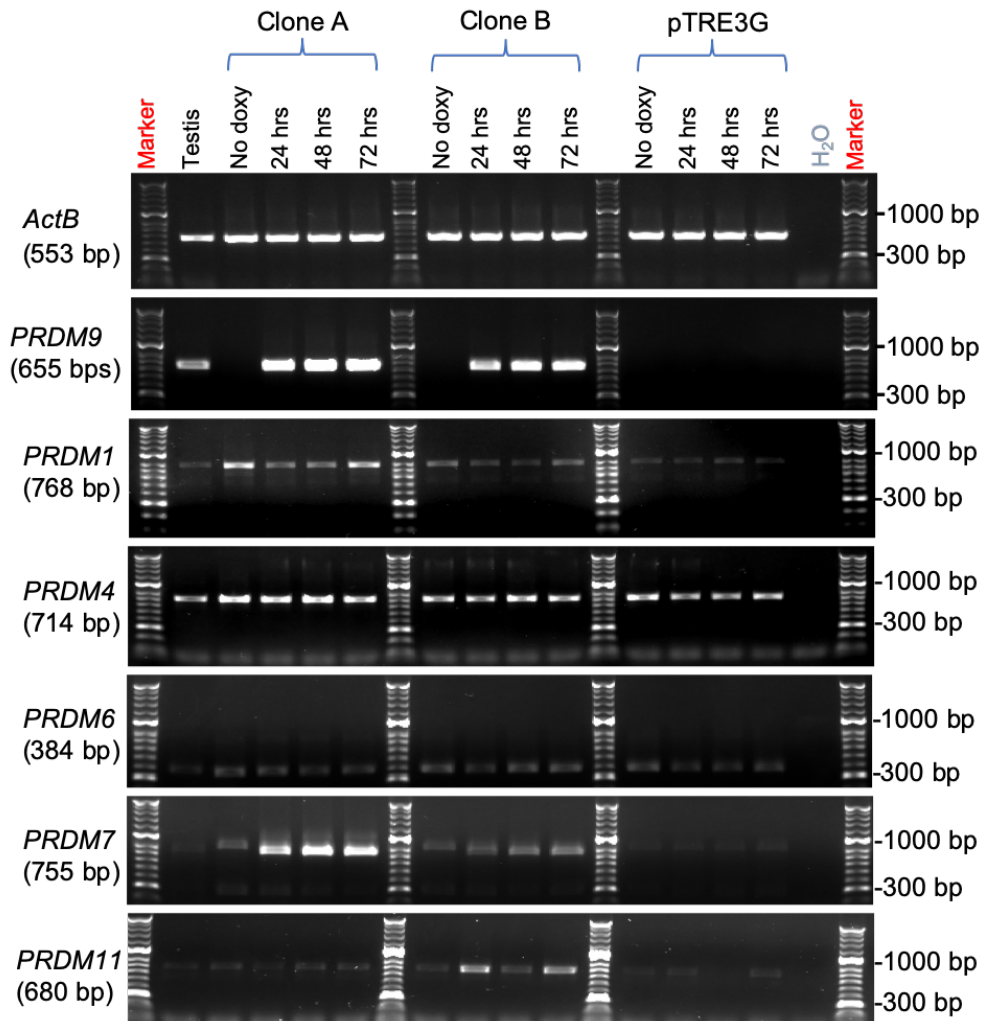 Clone A Clone B pTRE3G
Marker Testis No doxy 24 hrs 48 hrs 72 hrs No doxy 24 hrs 48 hrs 72 hrs No doxy 24 hrs 48 hrs 72 hrs H₂O Marker
ActB
(553 bp)
-1000 bp
-300 bp
PRDM9
(655 bps)
1000 bp
-300 bp
PRDM1
(768 bp)
-1000 bp
-300 bp
PRDM4
(714 bp)
-1000 bp
-300 bp
PRDM6
(384 bp)
-1000 bp
-300 bp
PRDM7
(755 bp)
-1000 bp
-300 bp
PRDM11
(680 bp)
-1000 bp
-300 bp